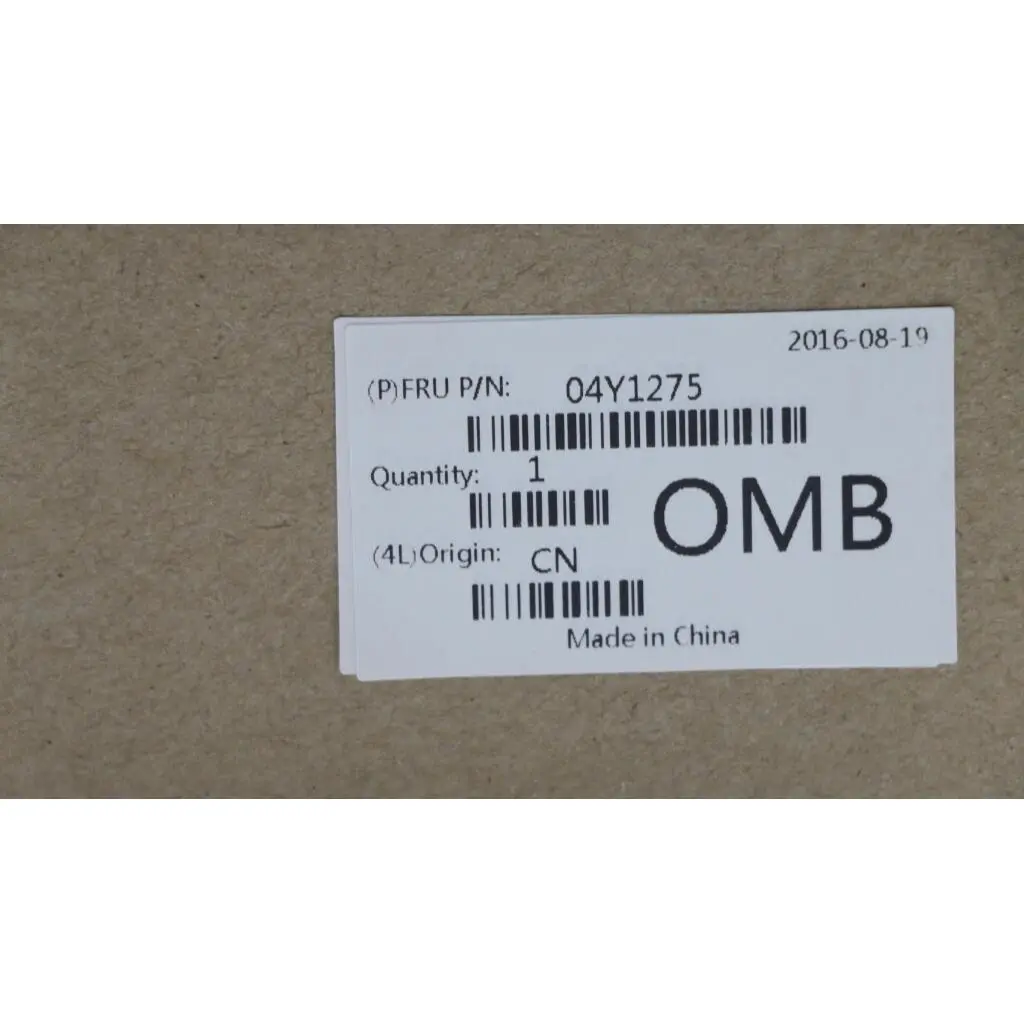 2016-08-19
(P)FRU P/N: 04Y1275
Quantity: 1
OMB
(4L)Origin: CN
Made in China